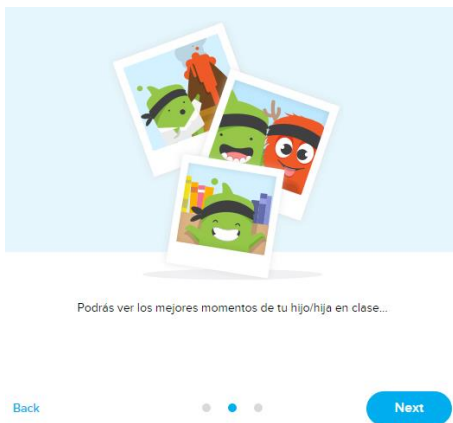 Podrás ver los mejores momentos de tu hijo/hija en clase...
Back
Next